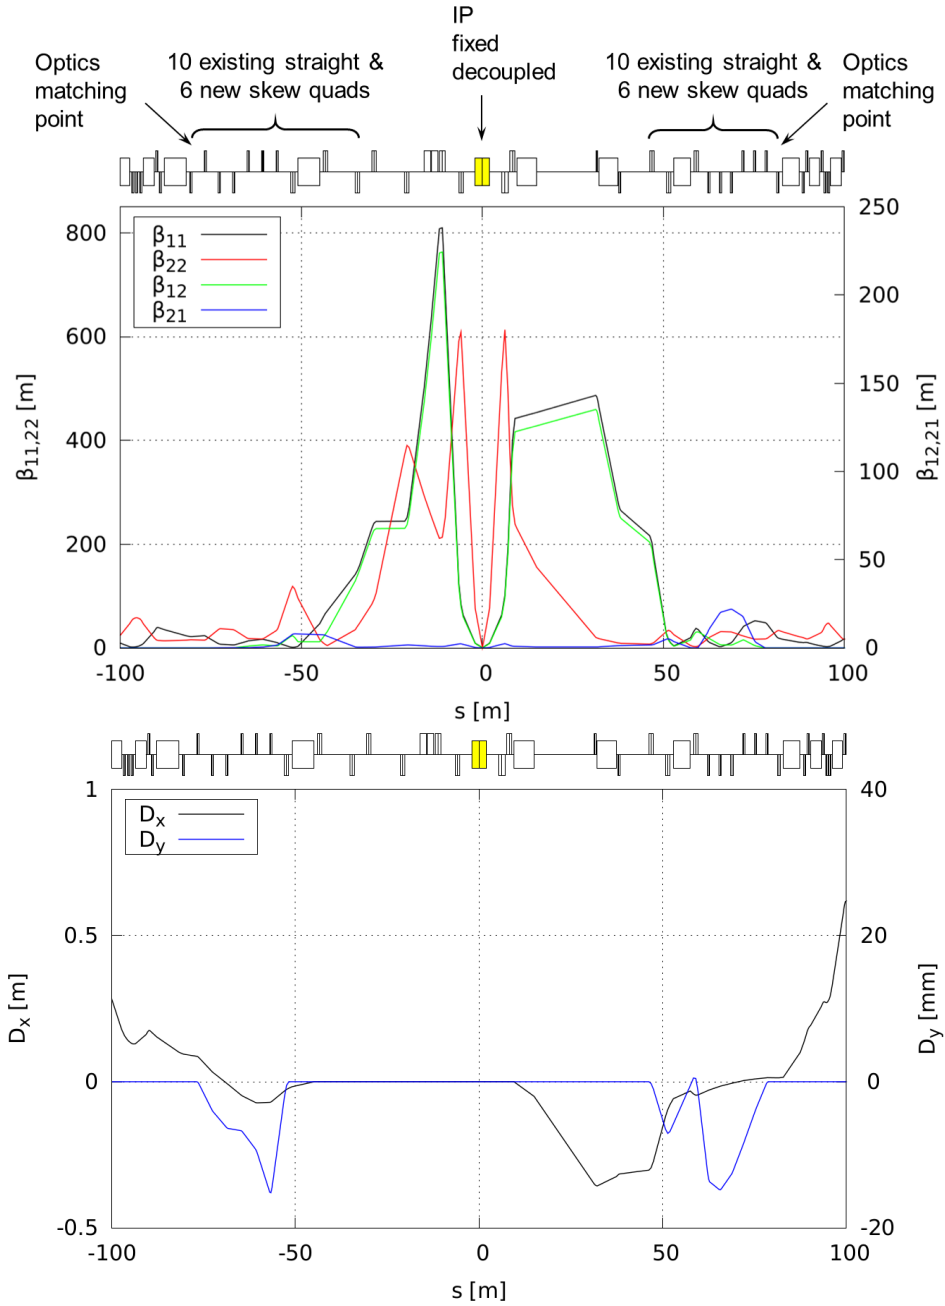 IP
fixed
decoupled
Optics
matching
point
10 existing straight &
6 new skew quads
10 existing straight &
6 new skew quads
Optics
matching
point
β11
β22
β12
β21
800
600
400
200
0
250
200
150
100
50
0
-100
-50
0
50
100
β11,22 [m]
β12,21 [m]
s [m]
Dx
Dy
1
0.5
0
-0.5
40
20
0
-20
-100
-50
0
50
100
Dx [m]
Dy [mm]
s [m]